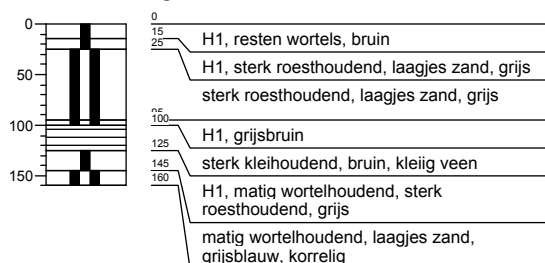 0
0
15
H1, resten wortels, bruin
25
H1, sterk roesthoudend, laagjes zand, grijs
50
sterk roesthoudend, laagjes zand, grijs
95
100
100
H1, grijsbruin
125
sterk kleihoudend, bruin, kleiig veen
145
150
160
H1, matig wortelhoudend, sterk
roesthoudend, grijs
matig wortelhoudend, laagjes zand,
grijsblauw, korrelig